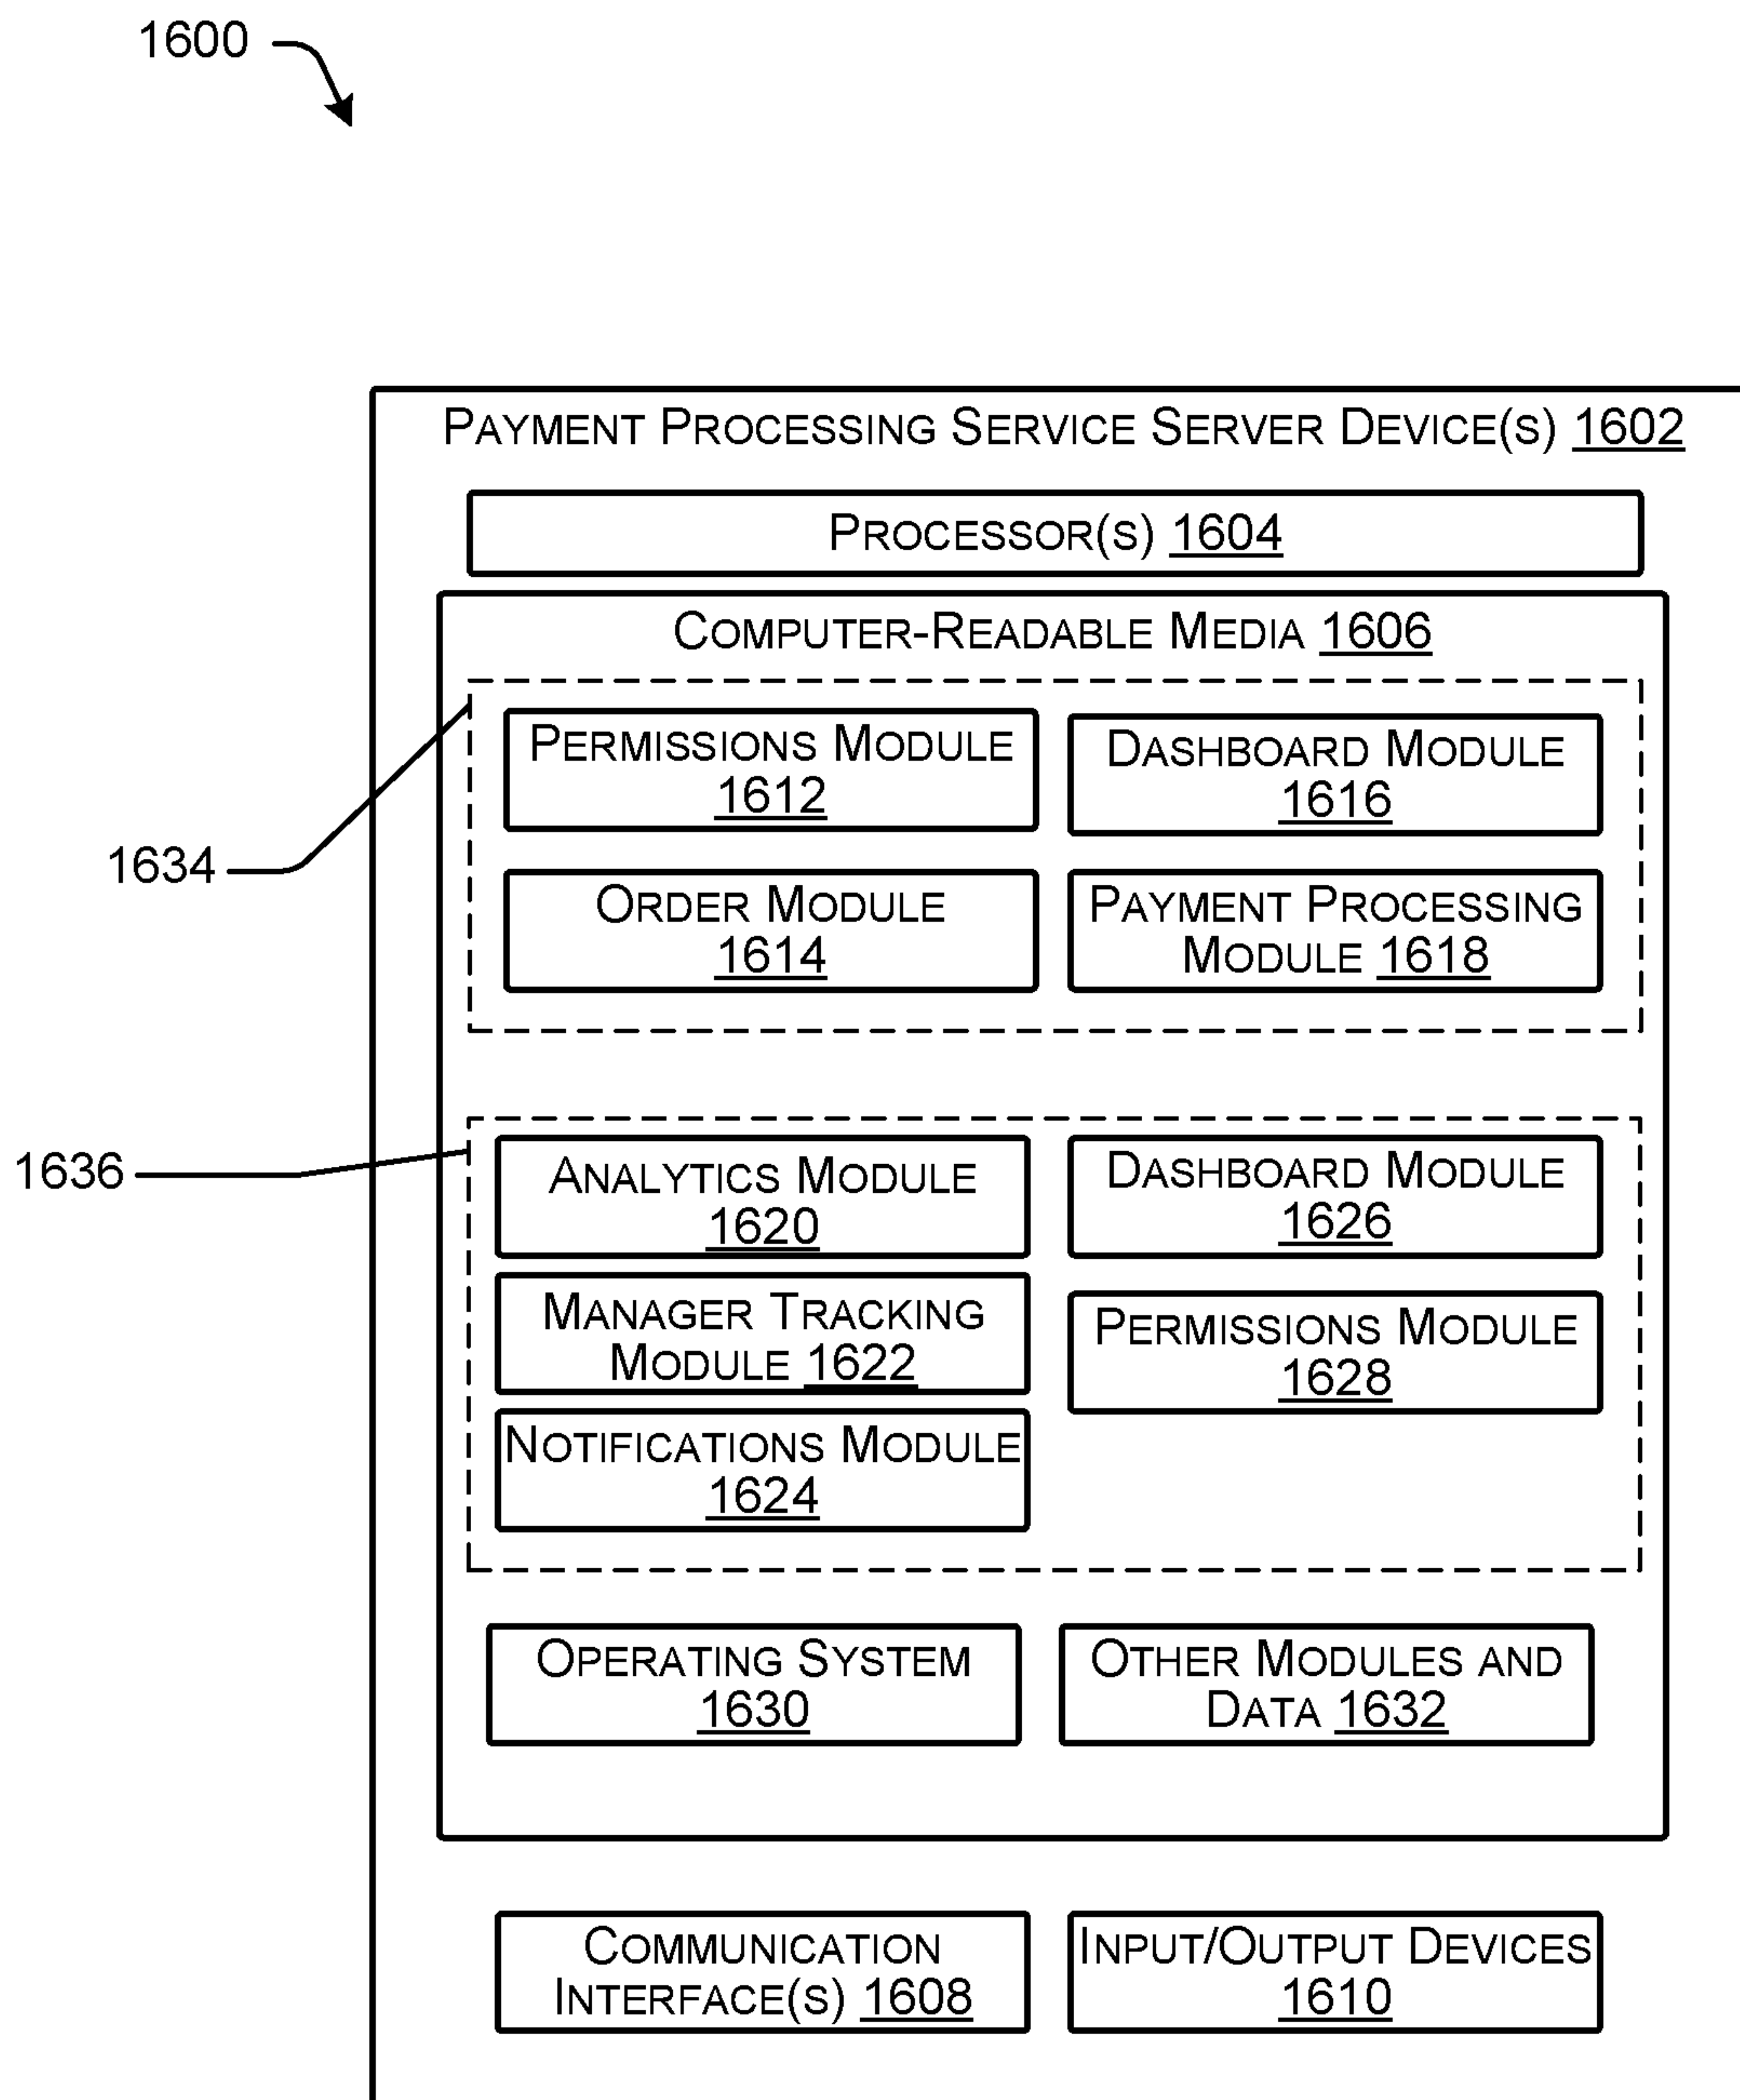 1600
PAYMENT PROCESSING SERVICE SERVER DEVICE(S) 1602
PROCESSOR(S) 1604
COMPUTER-READABLE MEDIA 1606
PERMISSIONS MODULE
1612
DASHBOARD MODULE
1616
1634
ORDER MODULE
1614
PAYMENT PROCESSING
MODULE 1618
1636
ANALYTICS MODULE
1620
DASHBOARD MODULE
1626
MANAGER TRACKING
MODULE 1622
PERMISSIONS MODULE
1628
NOTIFICATIONS MODULE
1624
OPERATING SYSTEM
1630
OTHER MODULES AND
DATA 1632
COMMUNICATION
INTERFACE(S) 1608
INPUT/OUTPUT DEVICES
1610